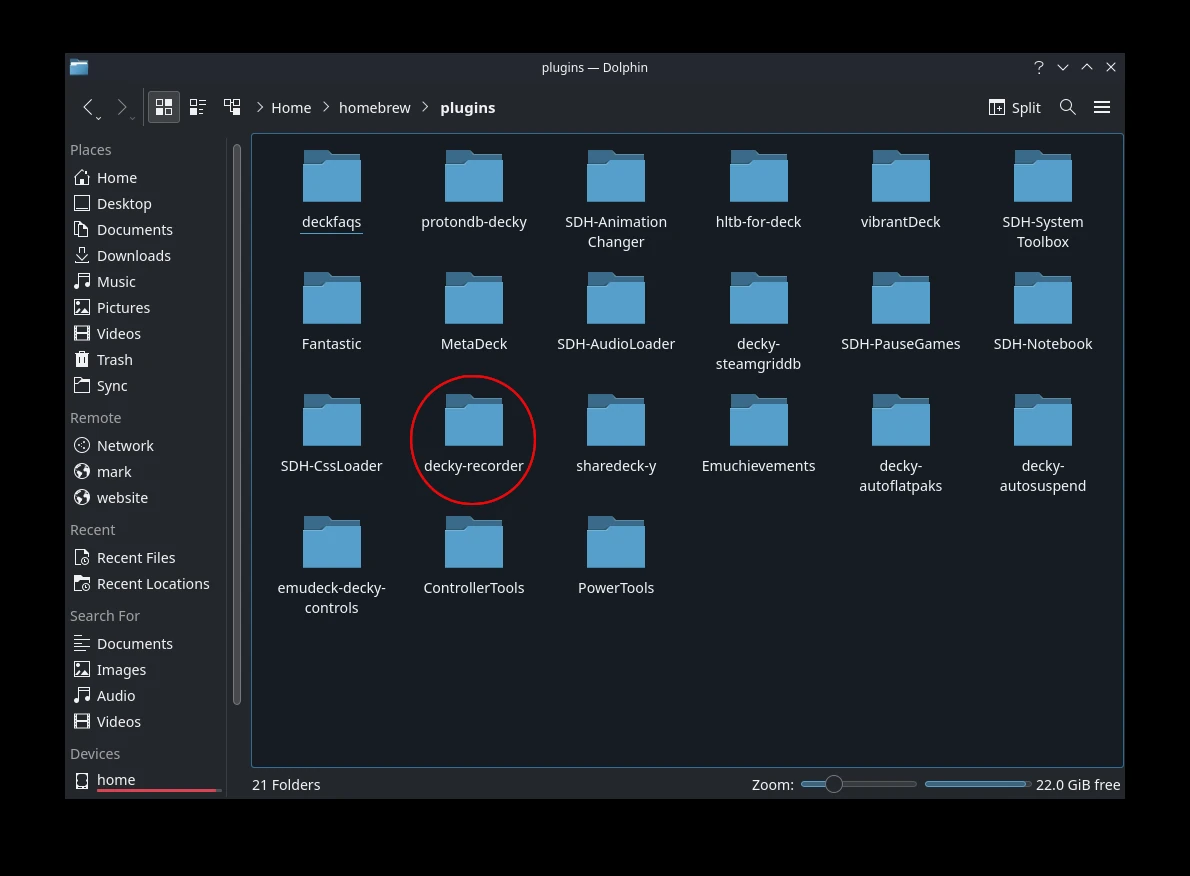 plugins — Dolphin
Home homebrew plugins
Split
Places
Home
Desktop
Documents
Downloads
Music
Pictures
Videos
Trash
Sync
Remote
Network
mark
website
Recent
Recent Files
Recent Locations
Search For
Documents
Images
Audio
Videos
Devices
home
deckfaqs
protondb-decky
SDH-Animation
Changer
hltb-for-deck
vibrantDeck
SDH-System
Toolbox
Fantastic
MetaDeck
SDH-AudioLoader
decky-
steamgriddb
SDH-PauseGames
SDH-Notebook
SDH-CssLoader
decky-recorder
sharedeck-y
Emuchievements
decky-
autoflatpaks
decky-
autosuspend
emudeck-decky-
controls
ControllerTools
PowerTools
21 Folders
Zoom:
22.0 GiB free